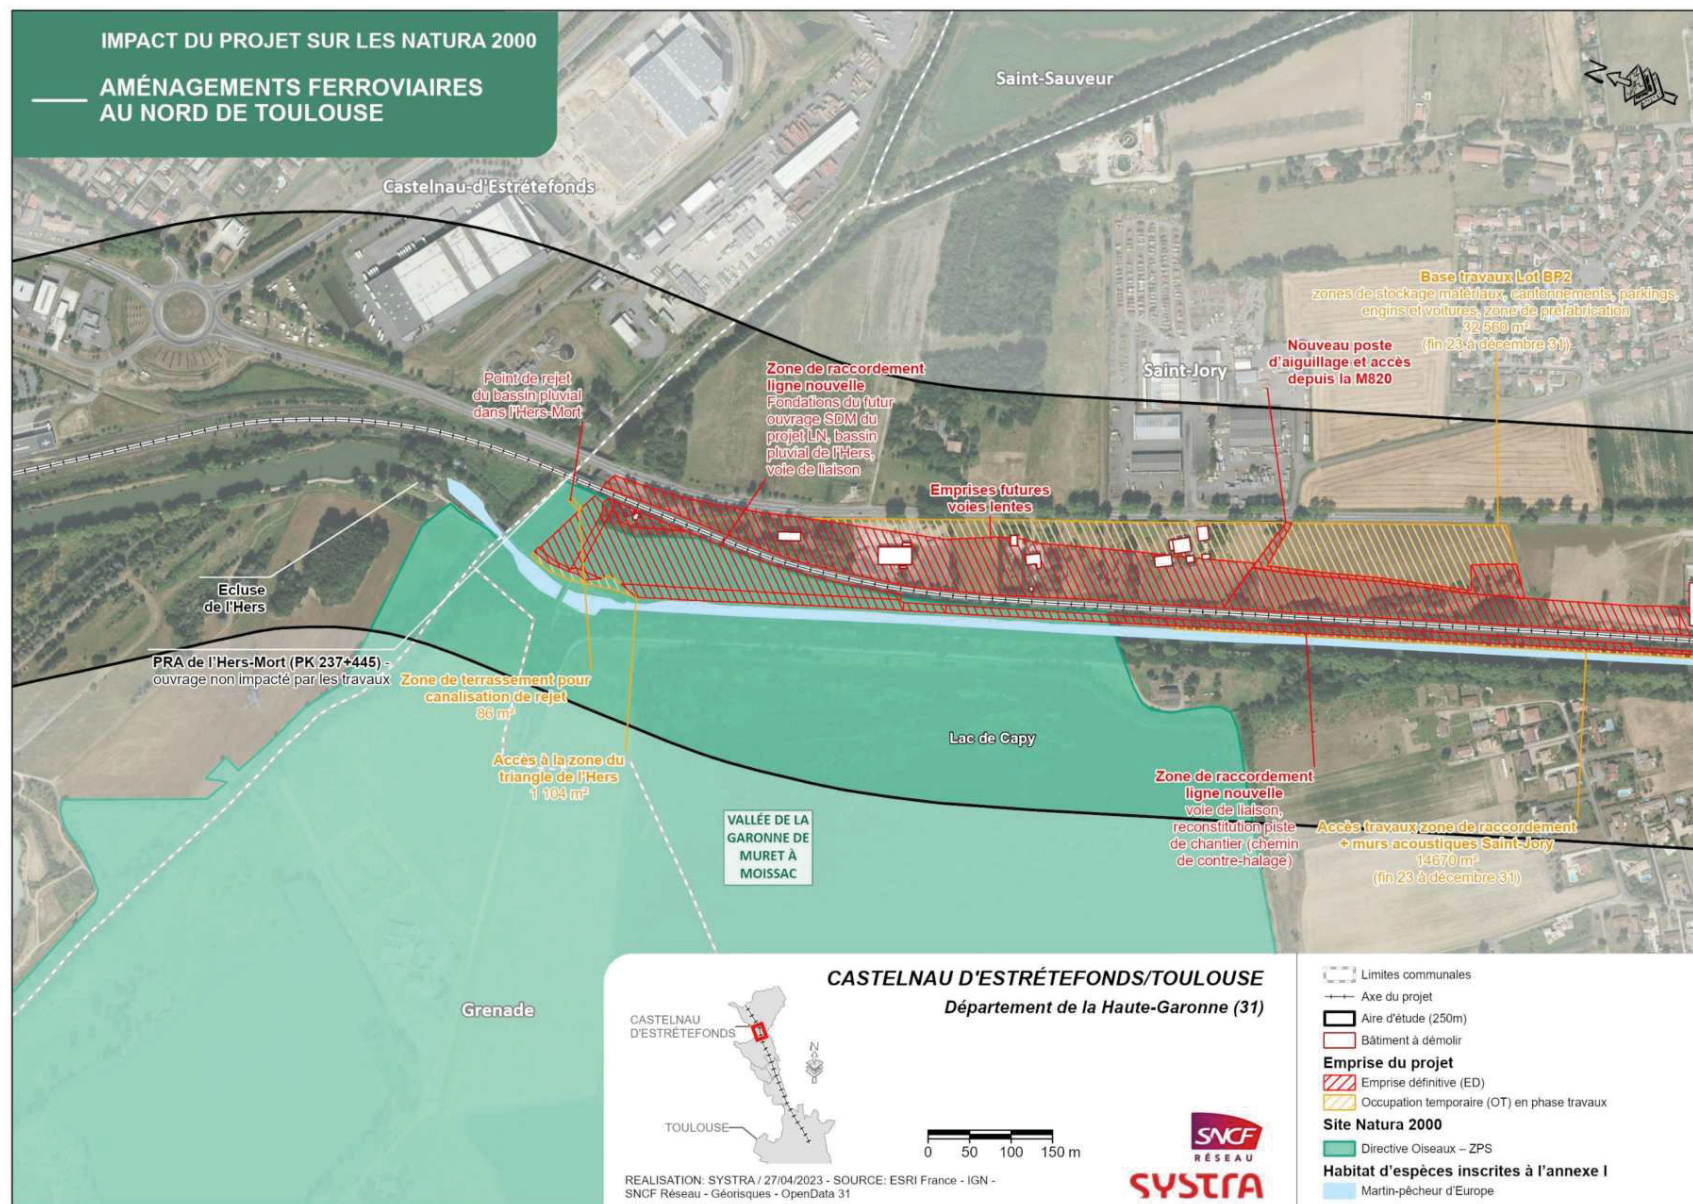 IMPACT DU PROJET SUR LES NATURA 2000
AMÉNAGEMENTS FERROVIAIRES
AU NORD DE TOULOUSE
Saint-Sauveur
N
Castelnau-d'Estrétefonds
Base travaux Lot BP2
zones de stockage matériaux, cantonnements, parkings,
engins et voitures, zone de préfabrication
32 560 m²
(fin 23 à décembre 31)
Nouveau poste
d'aiguillage et accès
depuis la M820
Saint-Jory
Point de rejet
du bassin pluvial
dans l'Hers-Mort
Zone de raccordement
ligne nouvelle
Fondations du futur
ouvrage SDM du
projet LN, bassin
pluvial de l'Hers,
voie de liaison
Emprises futures
voies lentes
Ecluse
de l'Hers
PRA de l'Hers-Mort (PK 237+445) -
ouvrage non impacté par les travaux
Zone de terrassement pour
canalisation de rejet
86 m²
Accès à la zone du
triangle de l'Hers
1 104 m²
Lac de Capy
VALLÉE DE LA
GARONNE DE
MURET À
MOISSAC
Zone de raccordement
ligne nouvelle
voie de liaison,
reconstitution piste
de chantier (chemin
de contre-halage)
Accès travaux zone de raccordement
+ murs acoustiques Saint-Jory
14670 m²
(fin 23 à décembre 31)
Grenade
CASTELNAU D'ESTRÉTEFONDS/TOULOUSE
Département de la Haute-Garonne (31)
CASTELNAU
D'ESTRÉTEFONDS
N
TOULOUSE
0 50 100 150 m
SNCF
RÉSEAU
SYSTRA
REALISATION: SYSTRA / 27/04/2023 - SOURCE: ESRI France - IGN -
SNCF Réseau - Géorisques - OpenData 31
Limites communales
Axe du projet
Aire d'étude (250m)
Bâtiment à démolir
Emprise du projet
Emprise définitive (ED)
Occupation temporaire (OT) en phase travaux
Site Natura 2000
Directive Oiseaux – ZPS
Habitat d'espèces inscrites à l'annexe I
Martin-pêcheur d'Europe